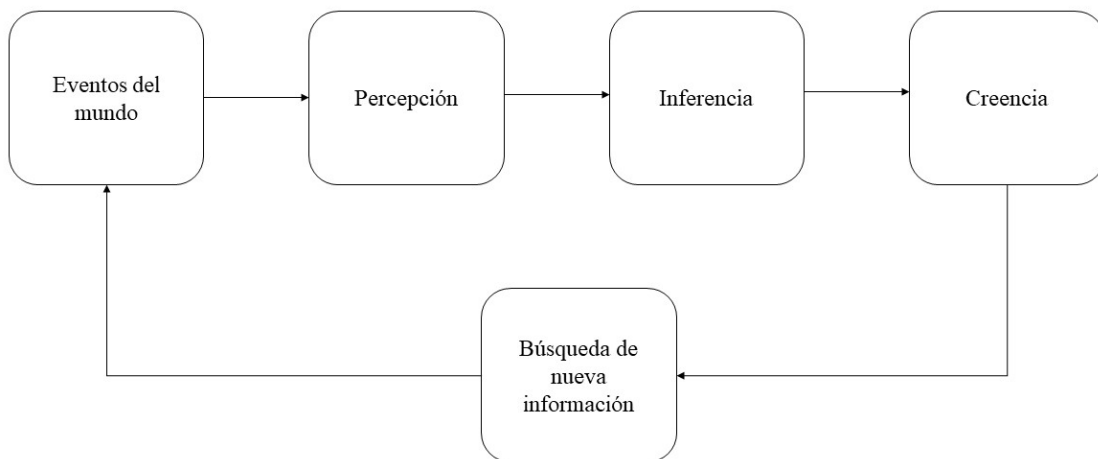 Eventos del
mundo
Percepción
Inferencia
Creencia
Búsqueda de
nueva
información